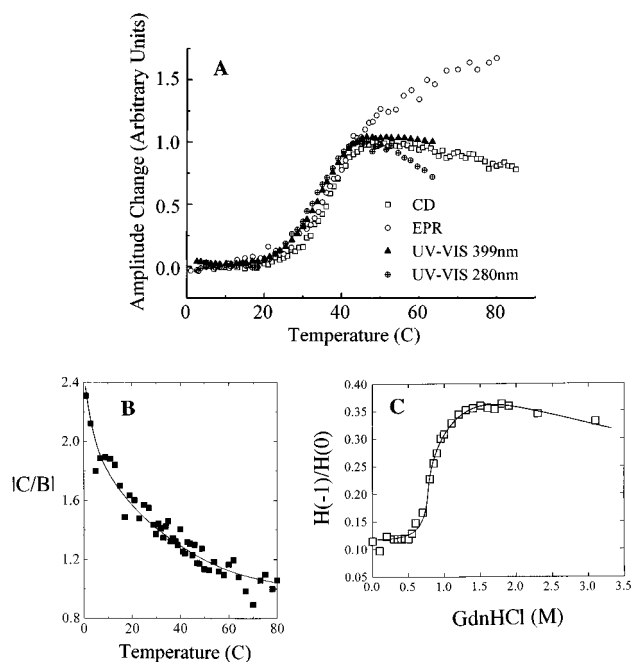 A
Amplitude Change (Arbitrary Units)
1.5
1.0
0.5
0.0
0
20
40
60
80
Temperature (C)
CD
EPR
UV-VIS 399nm
UV-VIS 280nm
B
|C/B|
2.4
2.0
1.6
1.2
0.8
0
20
40
60
80
Temperature (C)
C
H(-1)/H(0)
0.40
0.35
0.30
0.25
0.20
0.15
0.10
0.05
0.0
0.5
1.0
1.5
2.0
2.5
3.0
3.5
GdnHCl (M)